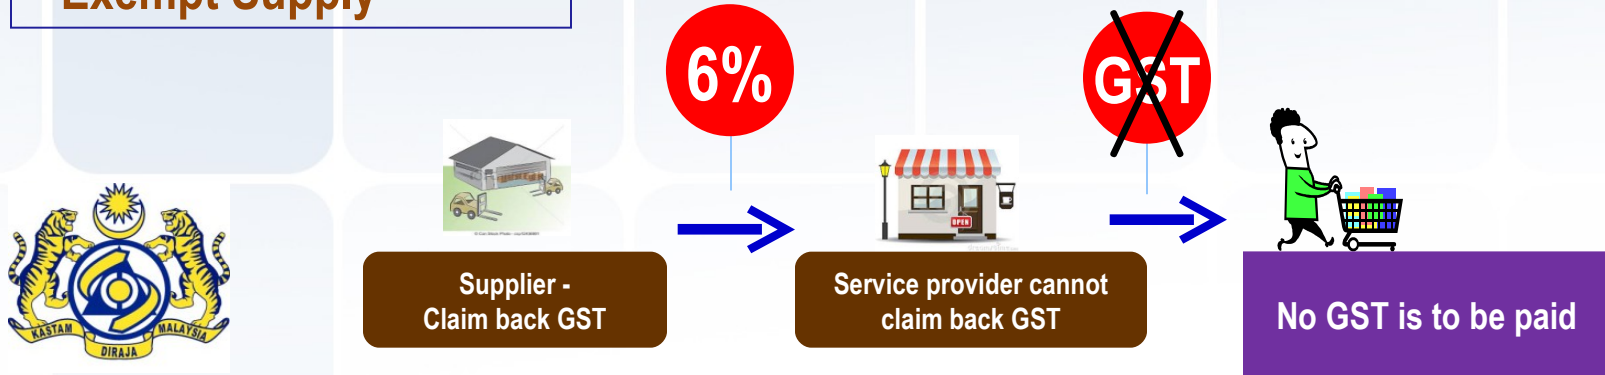 Exempt Supply
6%
GST
OPEN
Supplier -
Claim back GST
Service provider cannot
claim back GST
No GST is to be paid
KASTAM
DIRAJA
MALAYSIA